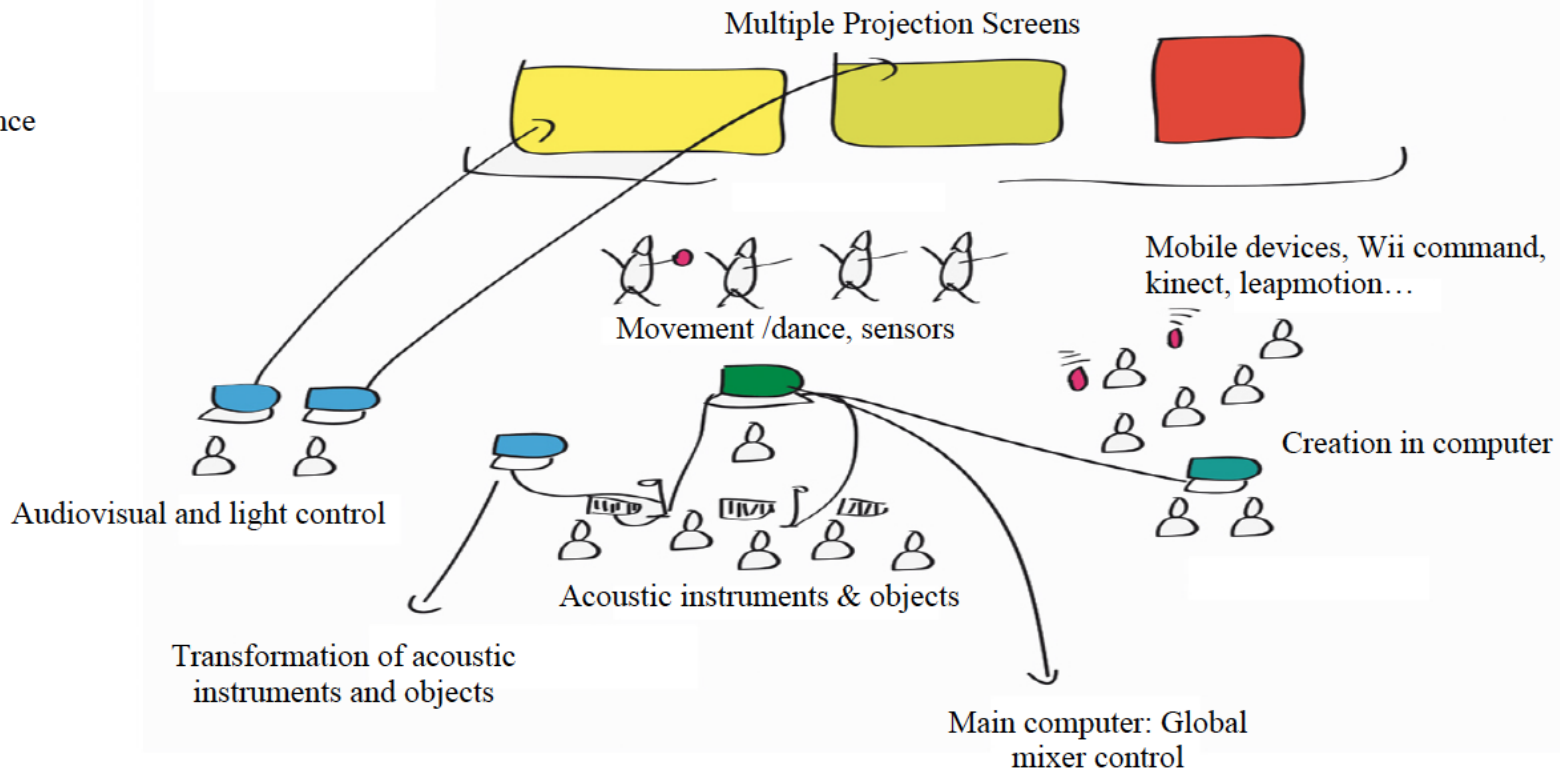 Multiple Projection Screens
Mobile devices, Wii command,
kinect, leapmotion…
Movement /dance, sensors
Creation in computer
Audiovisual and light control
Acoustic instruments & objects
Transformation of acoustic
instruments and objects
Main computer: Global
mixer control